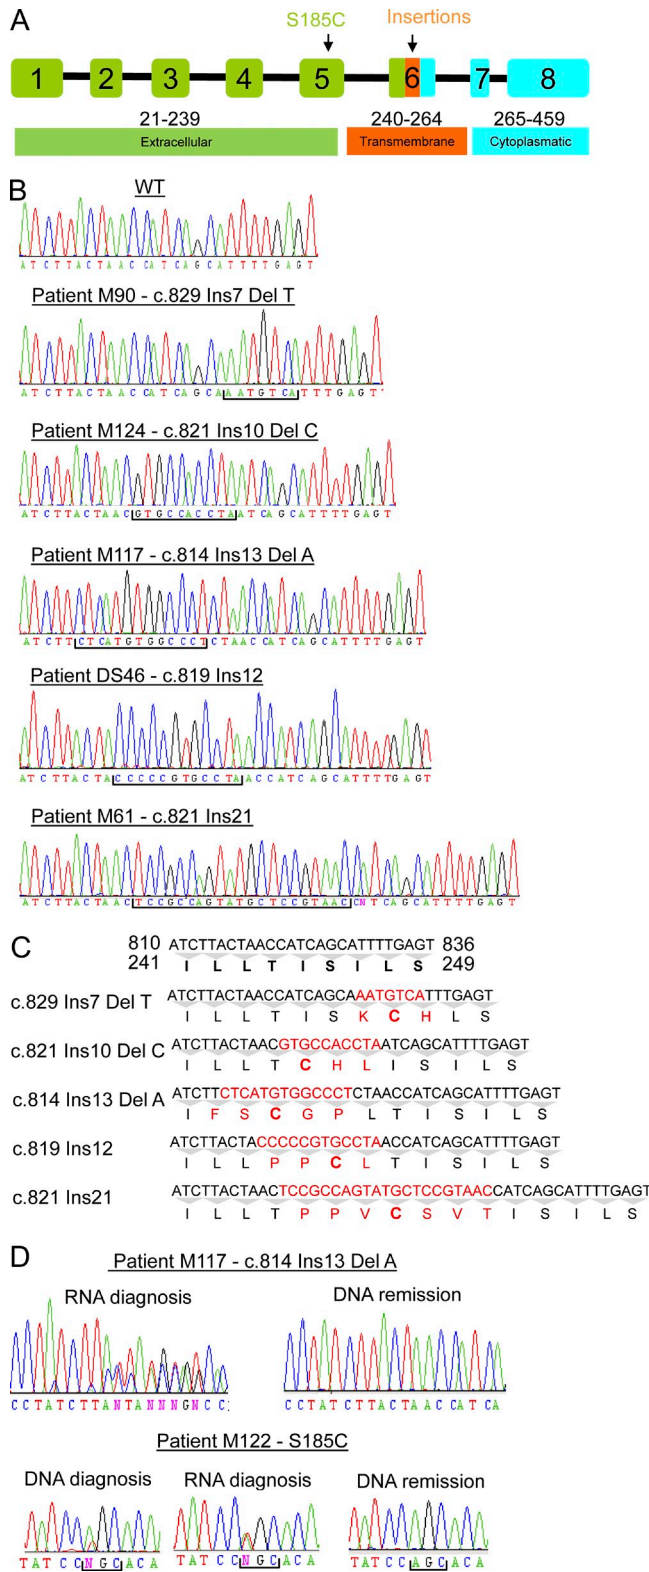 A
S185C
Insertions
1 2 3 4 5 6 7 8
21-239 240-264 265-459
Extracellular Transmembrane Cytoplasmatic
B
WT
ATCTTACTAACCATCAGCATTTTGAGT
Patient M90 - c.829 Ins7 Del T
ATCTTACTAACCATCAGCAAATGTCATTTGAGT
Patient M124 - c.821 Ins10 Del C
ATCTTACTAACGTGCCACCTAATCAGCATTTTGAGT
Patient M117 - c.814 Ins13 Del A
ATCTTCTCATGTGGCCCTCTAACCATCAGCATTTTGAGT
Patient DS46 - c.819 Ins12
ATCTTACTACCCCCGTGCCTAACCATCAGCATTTTGAGT
Patient M61 - c.821 Ins21
ATCTTACTAACTCCGCCAGTATGCTCCGTAACCNTCAGCATTTTGAGT
C
810 ATCTTACTAACCATCAGCATTTTGAGT 836
241 I L L T I S I L S 249
c.829 Ins7 Del T ATCTTACTAACCATCAGCAAATGTCATTTGAGT
I L L T I S K C H L S
c.821 Ins10 Del C ATCTTACTAACGTGCCACCTAATCAGCATTTTGAGT
I L L T C H L I S I L S
c.814 Ins13 Del A ATCTTCTCATGTGGCCCTCTAACCATCAGCATTTTGAGT
I F S C G P L T I S I L S
c.819 Ins12 ATCTTACTACCCCCGTGCCTAACCATCAGCATTTTGAGT
I L L P P C L T I S I L S
c.821 Ins21 ATCTTACTAACTCCGCCAGTATGCTCCGTAACCATCAGCATTTTGAGT
I L L T P P V C S V T I S I L S
D
Patient M117 - c.814 Ins13 Del A
RNA diagnosis DNA remission
CCTATCTTANTANNNGNCC CCTATCTTACTAACCATCA
Patient M122 - S185C
DNA diagnosis RNA diagnosis DNA remission
TATCCNGCACA TATCCNGCACA TATCCAGCACA